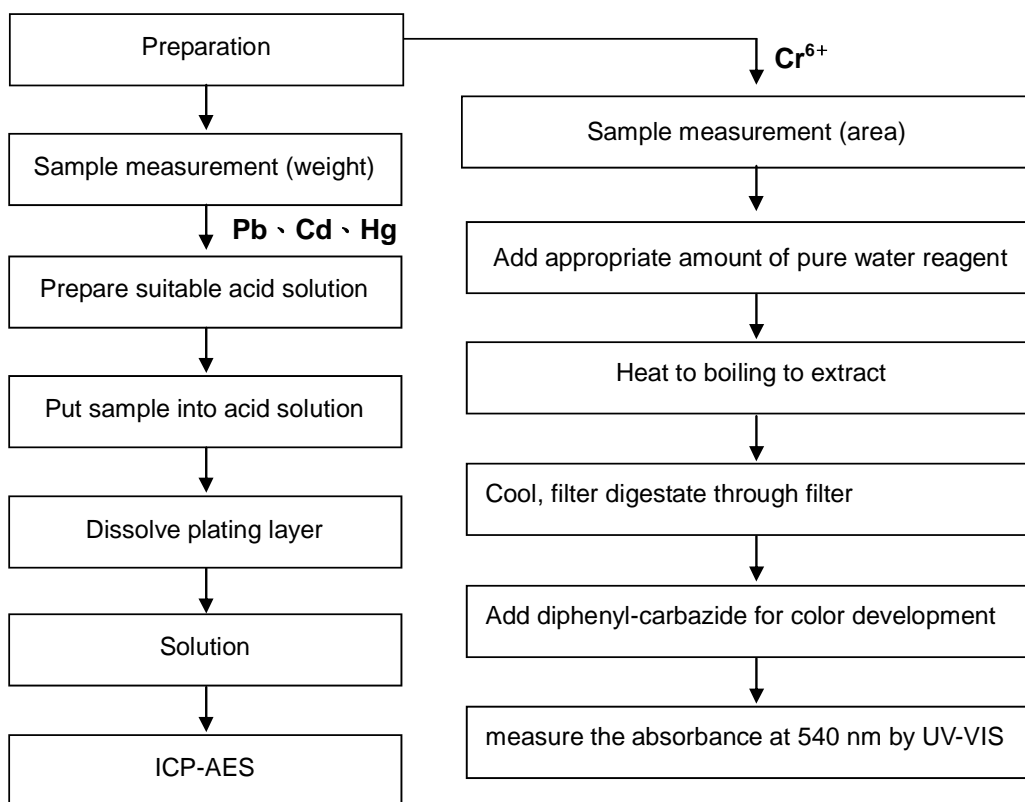 Preparation
Sample measurement (weight)
Pb、Cd、Hg
Prepare suitable acid solution
Put sample into acid solution
Dissolve plating layer
Solution
ICP-AES
Cr⁶⁺
Sample measurement (area)
Add appropriate amount of pure water reagent
Heat to boiling to extract
Cool, filter digestate through filter
Add diphenyl-carbazide for color development
measure the absorbance at 540 nm by UV-VIS